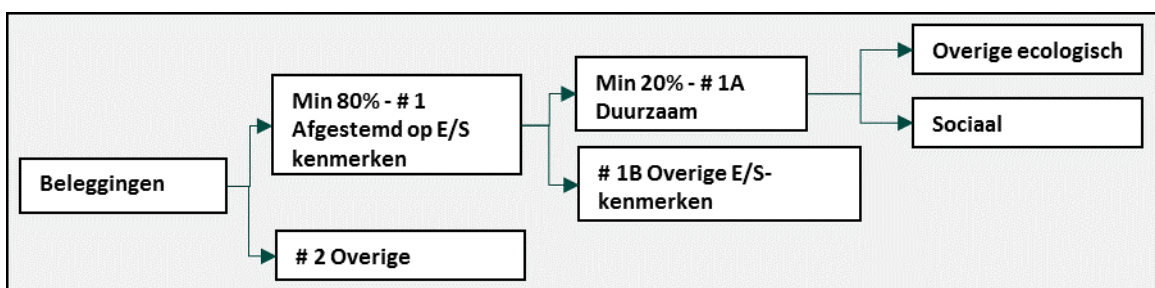 Beleggingen
Min 80% - # 1
Afgestemd op E/S
kenmerken
# 2 Overige
Min 20% - # 1A
Duurzaam
# 1B Overige E/S-
kenmerken
Overige ecologisch
Sociaal